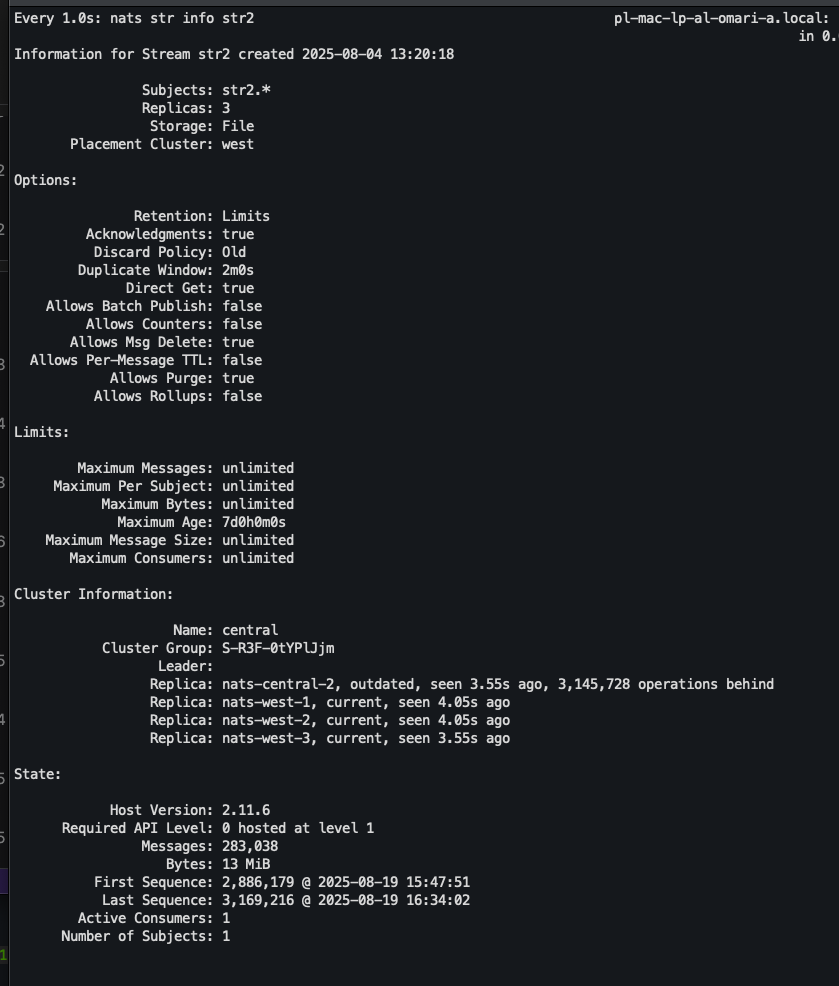 Every 1.0s: nats str info str2 pl-mac-lp-al-omari-a.local:
in 0.
Information for Stream str2 created 2025-08-04 13:20:18
Subjects: str2.*
Replicas: 3
Storage: File
Placement Cluster: west
Options:
Retention: Limits
Acknowledgments: true
Discard Policy: Old
Duplicate Window: 2m0s
Direct Get: true
Allows Batch Publish: false
Allows Counters: false
Allows Msg Delete: true
Allows Per-Message TTL: false
Allows Purge: true
Allows Rollups: false
Limits:
Maximum Messages: unlimited
Maximum Per Subject: unlimited
Maximum Bytes: unlimited
Maximum Age: 7d0h0m0s
Maximum Message Size: unlimited
Maximum Consumers: unlimited
Cluster Information:
Name: central
Cluster Group: S-R3F-0tYPlJjm
Leader:
Replica: nats-central-2, outdated, seen 3.55s ago, 3,145,728 operations behind
Replica: nats-west-1, current, seen 4.05s ago
Replica: nats-west-2, current, seen 4.05s ago
Replica: nats-west-3, current, seen 3.55s ago
State:
Host Version: 2.11.6
Required API Level: 0 hosted at level 1
Messages: 283,038
Bytes: 13 MiB
First Sequence: 2,886,179 @ 2025-08-19 15:47:51
Last Sequence: 3,169,216 @ 2025-08-19 16:34:02
Active Consumers: 1
Number of Subjects: 1